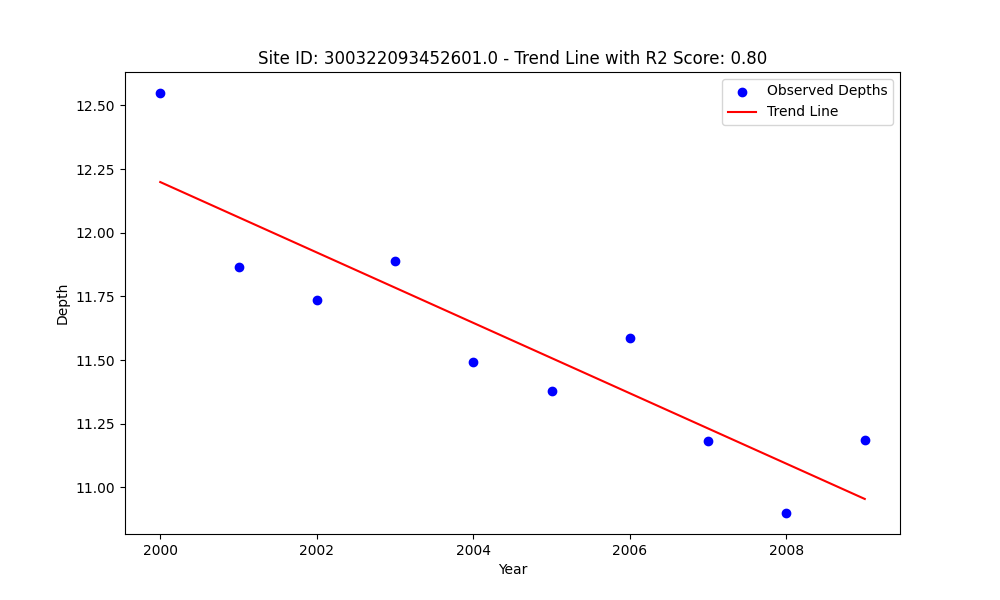 Site ID: 300322093452601.0 - Trend Line with R2 Score: 0.80
Observed Depths
Trend Line
12.50
12.25
12.00
11.75
11.50
11.25
11.00
Depth
2000
2002
2004
2006
2008
Year